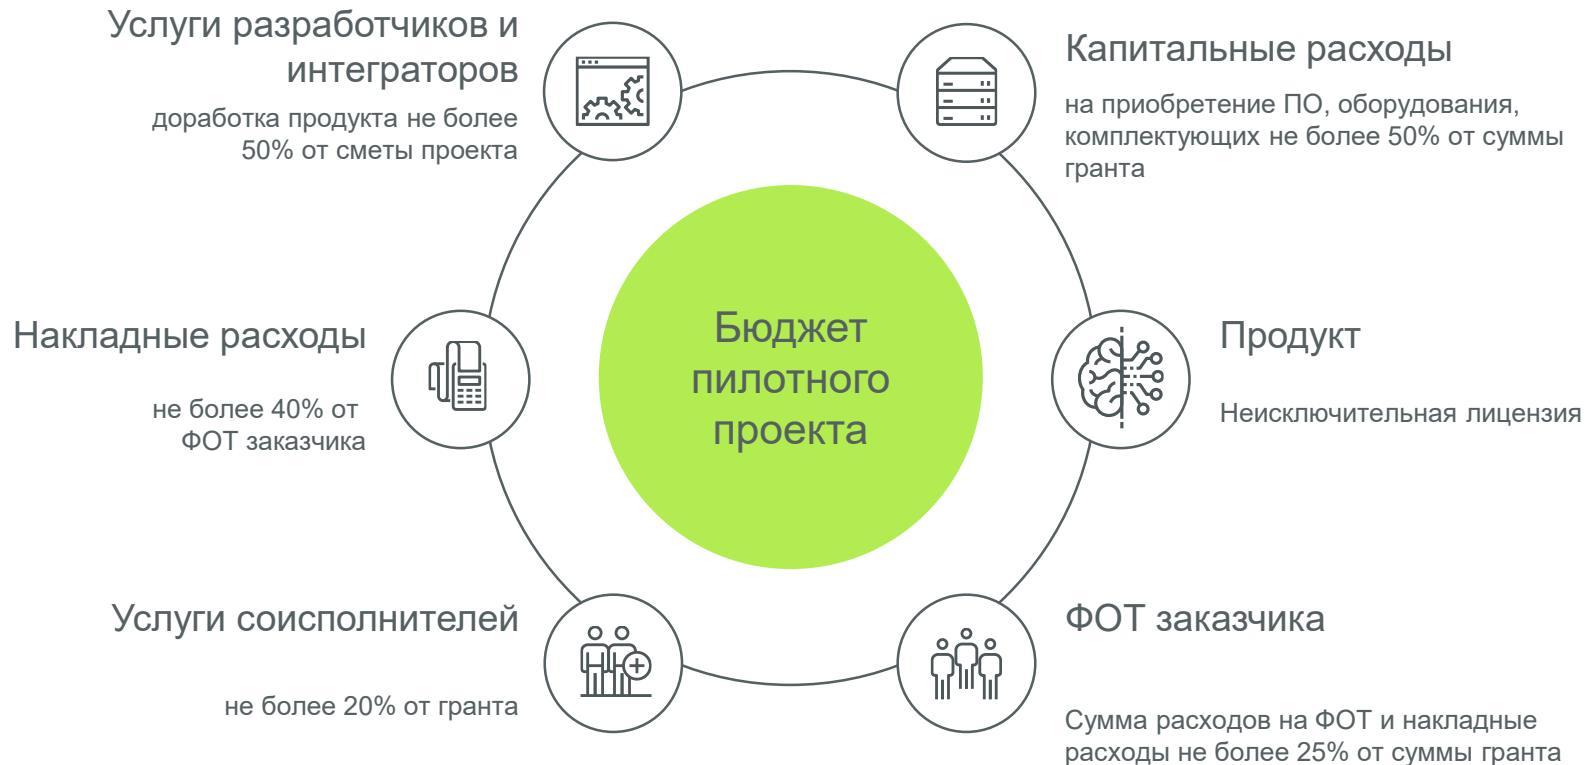 Услуги разработчиков и
интеграторов
доработка продукта не более
50% от сметы проекта
Капитальные расходы
на приобретение ПО, оборудования,
комплектующих не более 50% от суммы
гранта
Накладные расходы
не более 40% от
ФОТ заказчика
Бюджет
пилотного
проекта
Продукт
Неисключительная лицензия
Услуги соисполнителей
не более 20% от гранта
ФОТ заказчика
Сумма расходов на ФОТ и накладные
расходы не более 25% от суммы гранта